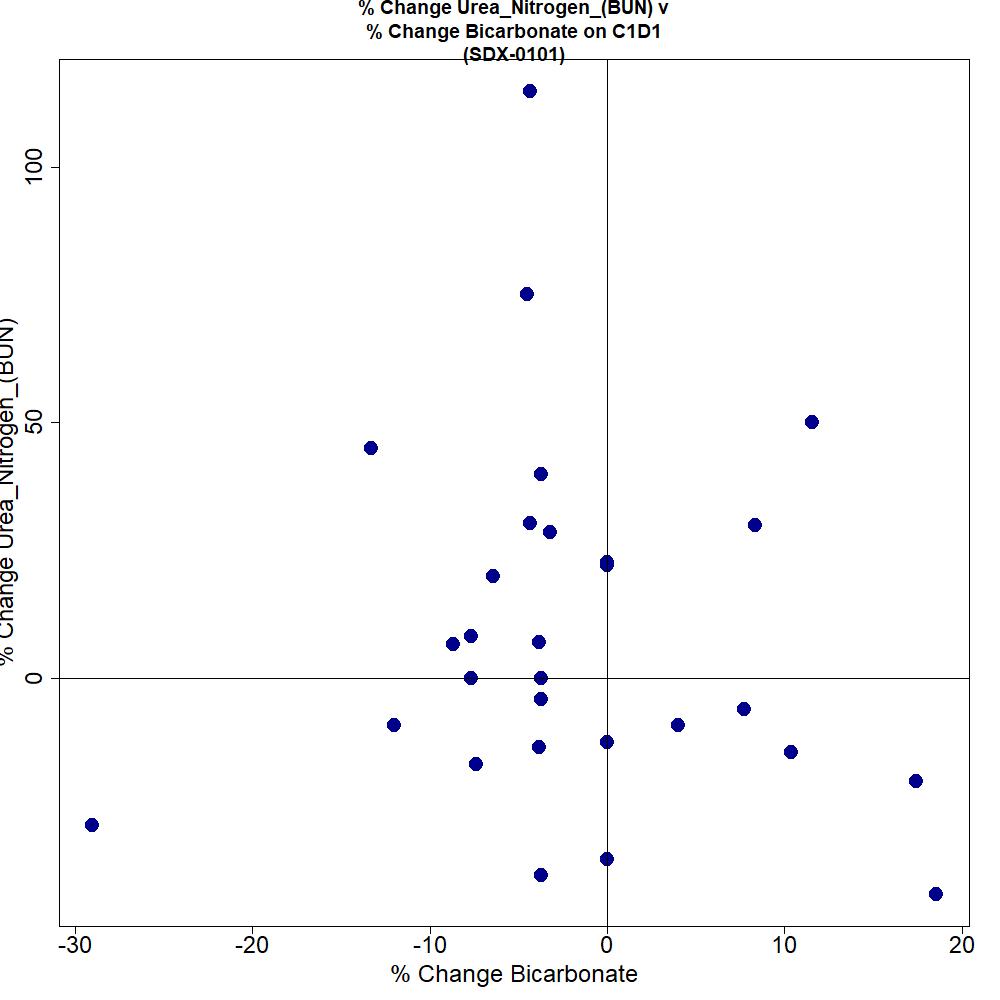 % Change Urea_Nitrogen_(BUN) v
% Change Bicarbonate on C1D1
(SDX-0101)
% Change Urea_Nitrogen_(BUN)
100
50
0
-30 -20 -10 0 10 20
% Change Bicarbonate